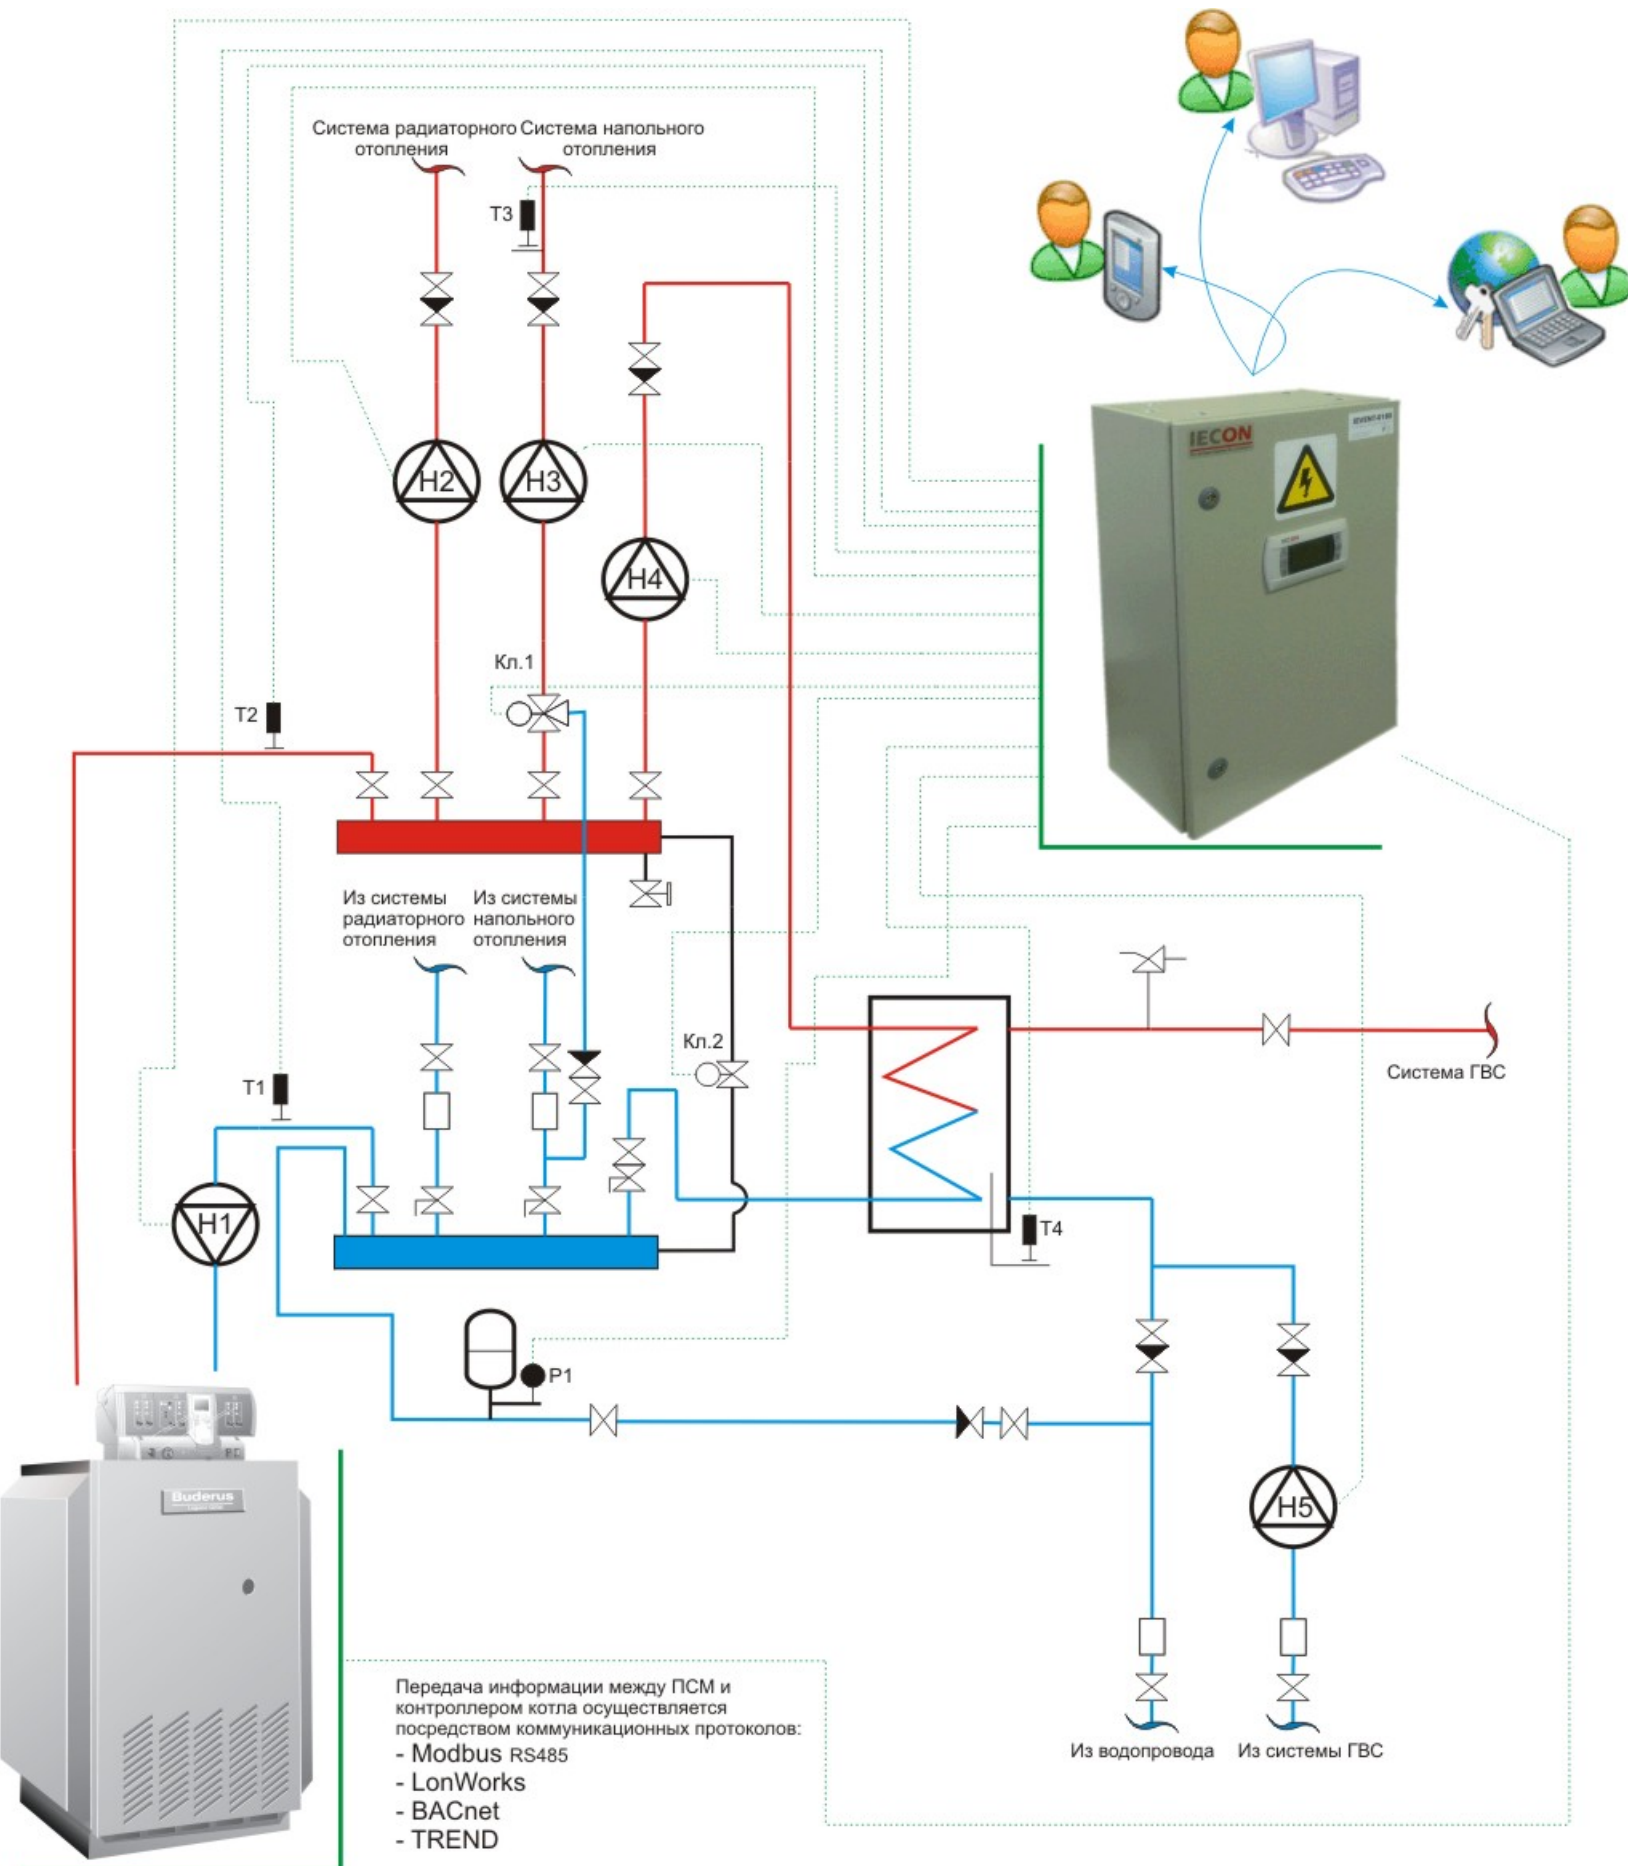 Система радиаторного
отопления
Система напольного
отопления
Т3
IECON
Н2
Н3
IECON
Н4
Кл.1
Т2
Из системы
радиаторного
отопления
Из системы
напольного
отопления
Кл.2
Система ГВС
Т1
Н1
Т4
Р1
Buderus
Н5
Передача информации между ПСМ и
контроллером котла осуществляется
посредством коммуникационных протоколов:
- Modbus RS485
- LonWorks
- BACnet
- TREND
Из водопровода
Из системы ГВС